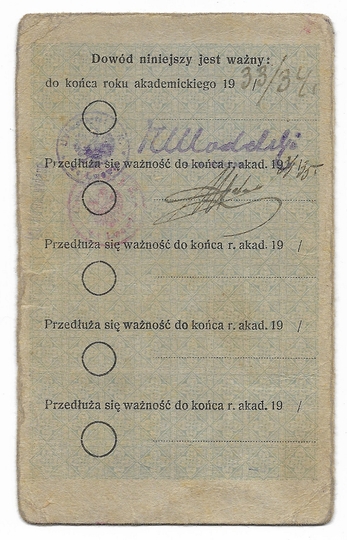 Dowód niniejszy jest ważny:
do końca roku akademickiego 1933/34
Przedłuża się ważność do końca r. akad. 1934/35
Przedłuża się ważność do końca r. akad. 19 /
Przedłuża się ważność do końca r. akad. 19 /
Przedłuża się ważność do końca r. akad. 19 /